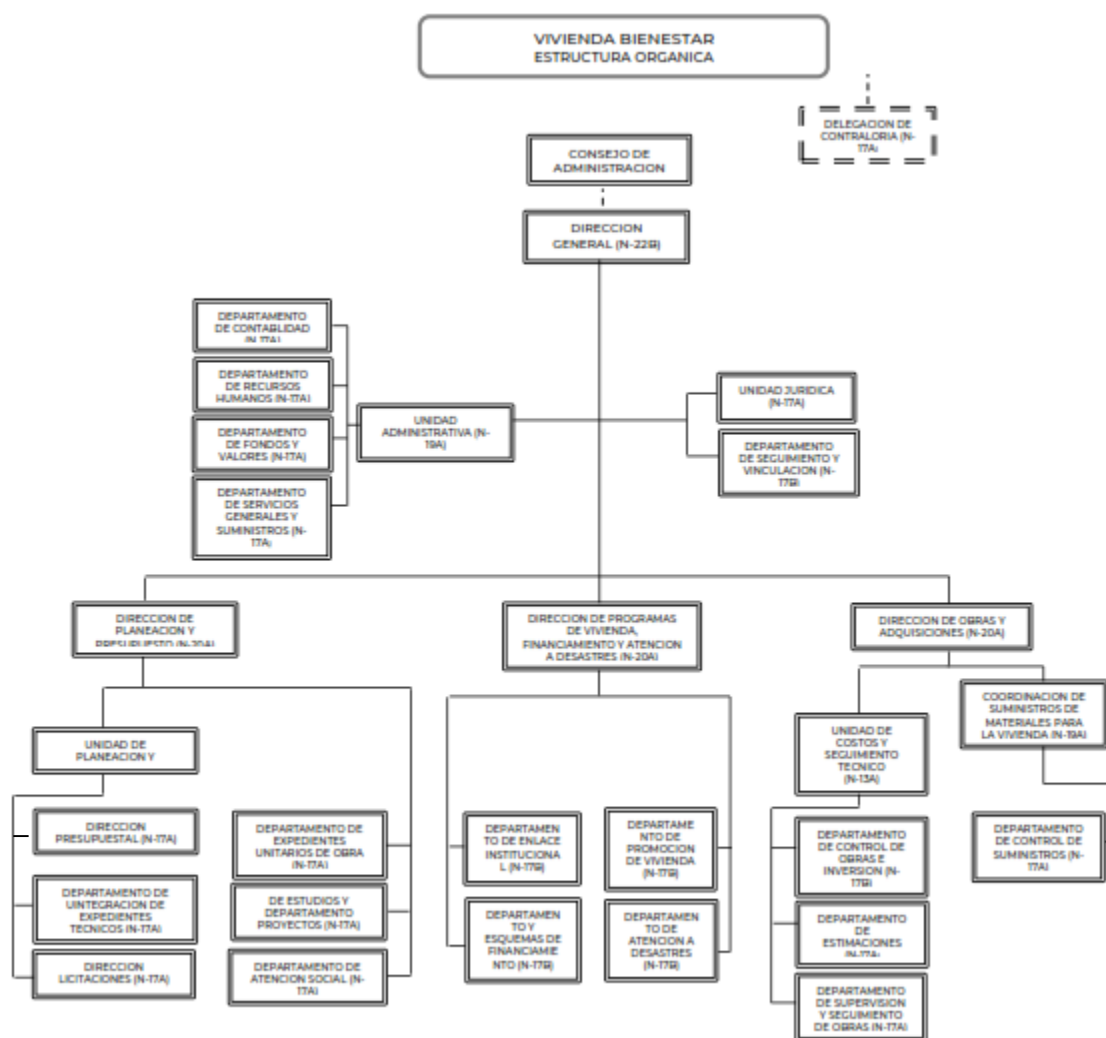 VIVIENDA BIENESTAR
ESTRUCTURA ORGANICA
DELEGACION DE
CONTRALORIA (N-
17A)
CONSEJO DE
ADMINISTRACION
DIRECCION
GENERAL (N-22B)
DEPARTAMENTO
DE CONTABLIDAD
(N-17A)
DEPARTAMENTO
DE RECURSOS
HUMANOS (N-17A)
DEPARTAMENTO
DE FONDOS Y
VALORES (N-17A)
DEPARTAMENTO
DE SERVICIOS
GENERALES Y
SUMINISTROS (N-
17A)
UNIDAD
ADMINISTRATIVA (N-
19A)
UNIDAD JURIDICA
(N-17A)
DEPARTAMENTO
DE SEGUIMIENTO Y
VINCULACION (N-
17B)
DIRECCION DE
PLANEACION Y
PRESUPUESTO (N-20A)
DIRECCION DE PROGRAMAS
DE VIVIENDA,
FINANCIAMIENTO Y ATENCION
A DESASTRES (N-20A)
DIRECCION DE OBRAS Y
ADQUISICIONES (N-20A)
UNIDAD DE
PLANEACION Y
UNIDAD DE
COSTOS Y
SEGUIMIENTO
TECNICO
(N-13A)
COORDINACION DE
SUMINISTROS DE
MATERIALES PARA
LA VIVIENDA (N-19A)
DIRECCION
PRESUPUESTAL (N-17A)
DEPARTAMENTO DE
UINTEGRACION DE
EXPEDIENTES
TECNICOS (N-17A)
DIRECCION
LICITACIONES (N-17A)
DEPARTAMENTO DE
EXPEDIENTES
UNITARIOS DE OBRA
(N-17A)
DE ESTUDIOS Y
DEPARTAMENTO
PROYECTOS (N-17A)
DEPARTAMENTO DE
ATENCION SOCIAL (N-
17A)
DEPARTAMEN
TO DE ENLACE
INSTITUCIONA
L (N-17B)
DEPARTAMEN
TO Y
ESQUEMAS DE
FINANCIAMIE
NTO (N-17B)
DEPARTAME
NTO DE
PROMOCION
DE VIVIENDA
(N-17B)
DEPARTAMEN
TO DE
ATENCION A
DESASTRES
(N-17B)
DEPARTAMENTO
DE CONTROL DE
OBRAS E
INVERSION (N-
17B)
DEPARTAMENTO
DE
ESTIMACIONES
(N-17A)
DEPARTAMENTO
DE SUPERVISION
Y SEGUIMIENTO
DE OBRAS (N-17A)
DEPARTAMENTO
DE CONTROL DE
SUMINISTROS (N-
17A)